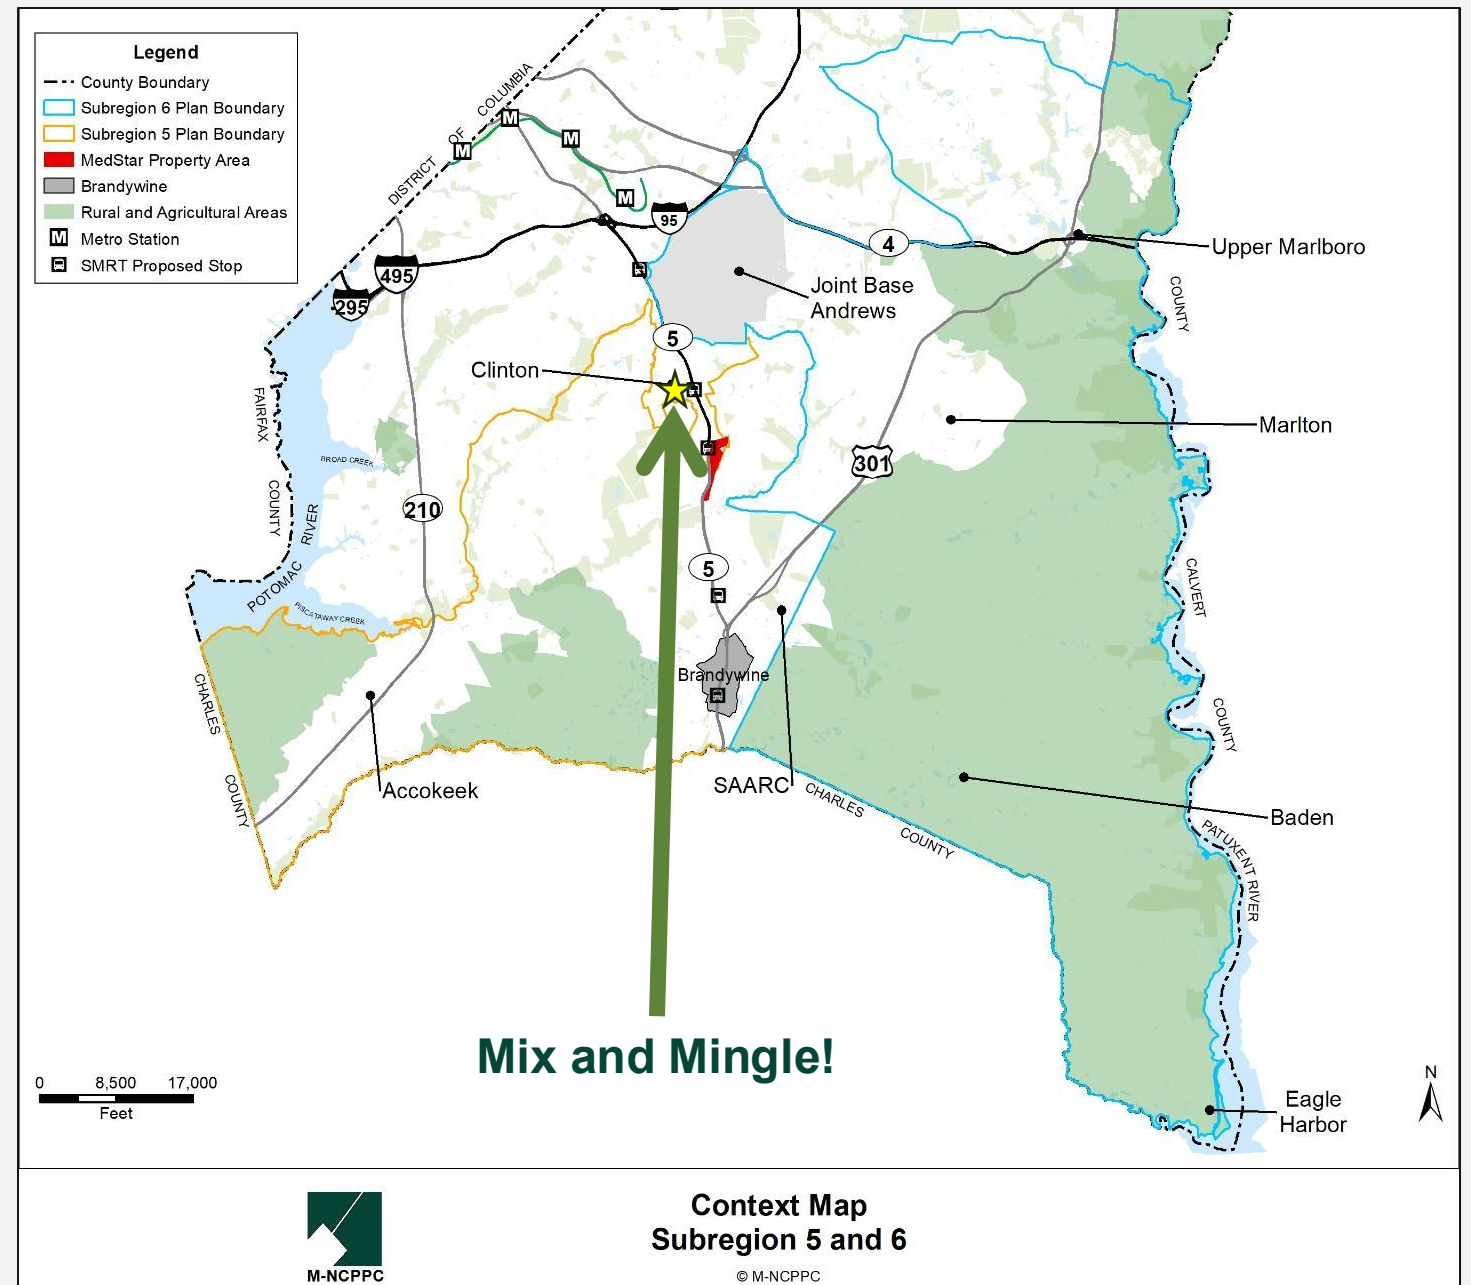 Legend
County Boundary
Subregion 6 Plan Boundary
Subregion 5 Plan Boundary
MedStar Property Area
Brandywine
Rural and Agricultural Areas
M Metro Station
SMRT Proposed Stop
DISTRICT OF COLUMBIA
M
M
M
M
95
495
295
4
Upper Marlboro
Joint Base
Andrews
COUNTY
5
Clinton
FAIRFAX
COUNTY
BROAD CREEK
Marlton
301
210
POTOMAC RIVER
PISCATAWAY CREEK
5
CALVERT
COUNTY
Brandywine
CHARLES
COUNTY
Accokeek
SAARC
CHARLES
COUNTY
Baden
PATUXENT RIVER
Mix and Mingle!
0 8,500 17,000
Feet
N
Eagle
Harbor
Context Map
Subregion 5 and 6
M-NCPPC
© M-NCPPC